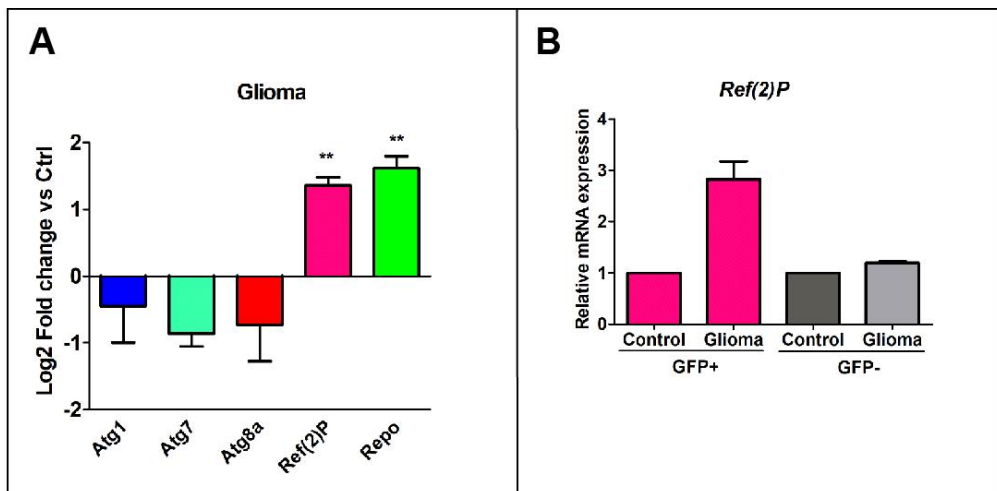 A
Glioma
Log2 Fold change vs Ctrl
2
1
0
-1
-2
**
**
Atg1
Atg7
Atg8a
Ref(2)P
Repo
B
Ref(2)P
Relative mRNA expression
4
3
2
1
0
Control
Glioma
Control
Glioma
GFP+
GFP-